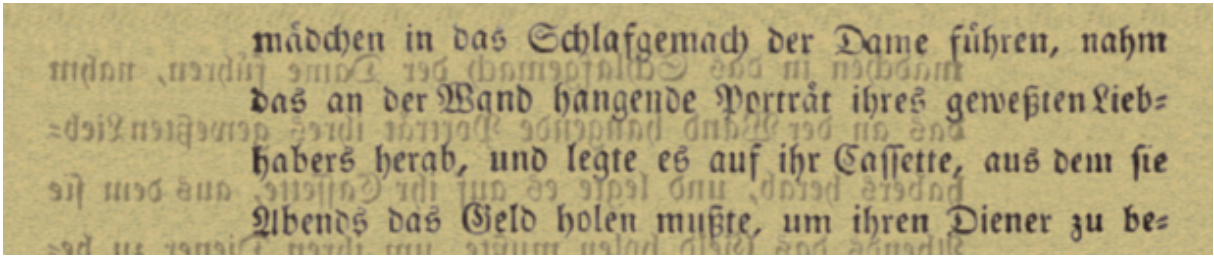 mädchen in das Schlafgemach der Dame führen, nahm
das an der Wand hangende Porträt ihres geweßten Lieb-
habers herab, und legte es auf ihr Cassette, aus dem sie
Abends das Geld holen mußte, um ihren Diener zu be-